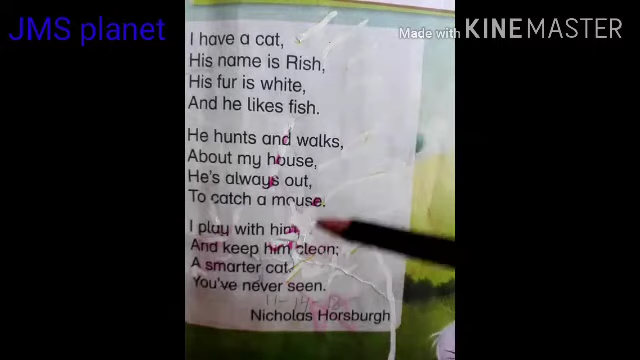 JMS planet
Made with KINEMASTER
I have a cat,
His name is Rish,
His fur is white,
And he likes fish.
He hunts and walks,
About my house,
He's always out,
To catch a mouse.
I play with him
And keep him clean;
A smarter cat
You've never seen.
Nicholas Horsburgh